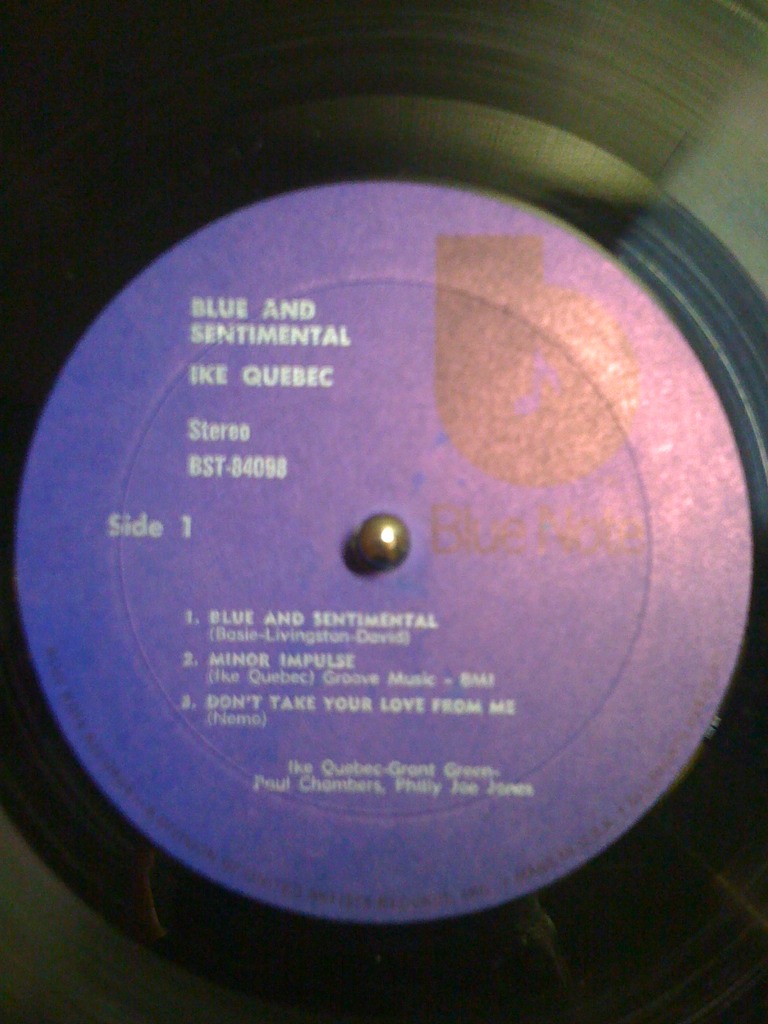 BLUE AND
SENTIMENTAL
IKE QUEBEC
Stereo
BST-84098
Side 1
Blue Note
1. BLUE AND SENTIMENTAL
(Basie-Livingston-David)
2. MINOR IMPULSE
(Ike Quebec) Groove Music - BMI
3. DON'T TAKE YOUR LOVE FROM ME
(Nemo)
Ike Quebec-Grant Green-
Paul Chambers, Philly Joe Jones